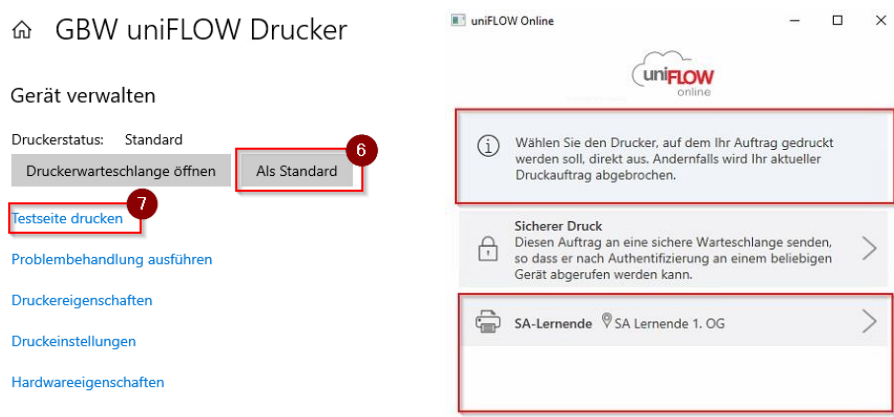 GBW uniFLOW Drucker
Gerät verwalten
Druckerstatus: Standard
Druckerwarteschlange öffnen
Als Standard
6
7
Testseite drucken
Problembehandlung ausführen
Druckereigenschaften
Druckeinstellungen
Hardwareeigenschaften
uniFLOW Online
uniFLOW
online
Wählen Sie den Drucker, auf dem Ihr Auftrag gedruckt
werden soll, direkt aus. Andernfalls wird Ihr aktueller
Druckauftrag abgebrochen.
Sicherer Druck
Diesen Auftrag an eine sichere Warteschlange senden,
so dass er nach Authentifizierung an einem beliebigen
Gerät abgerufen werden kann.
SA-Lernende SA Lernende 1. OG